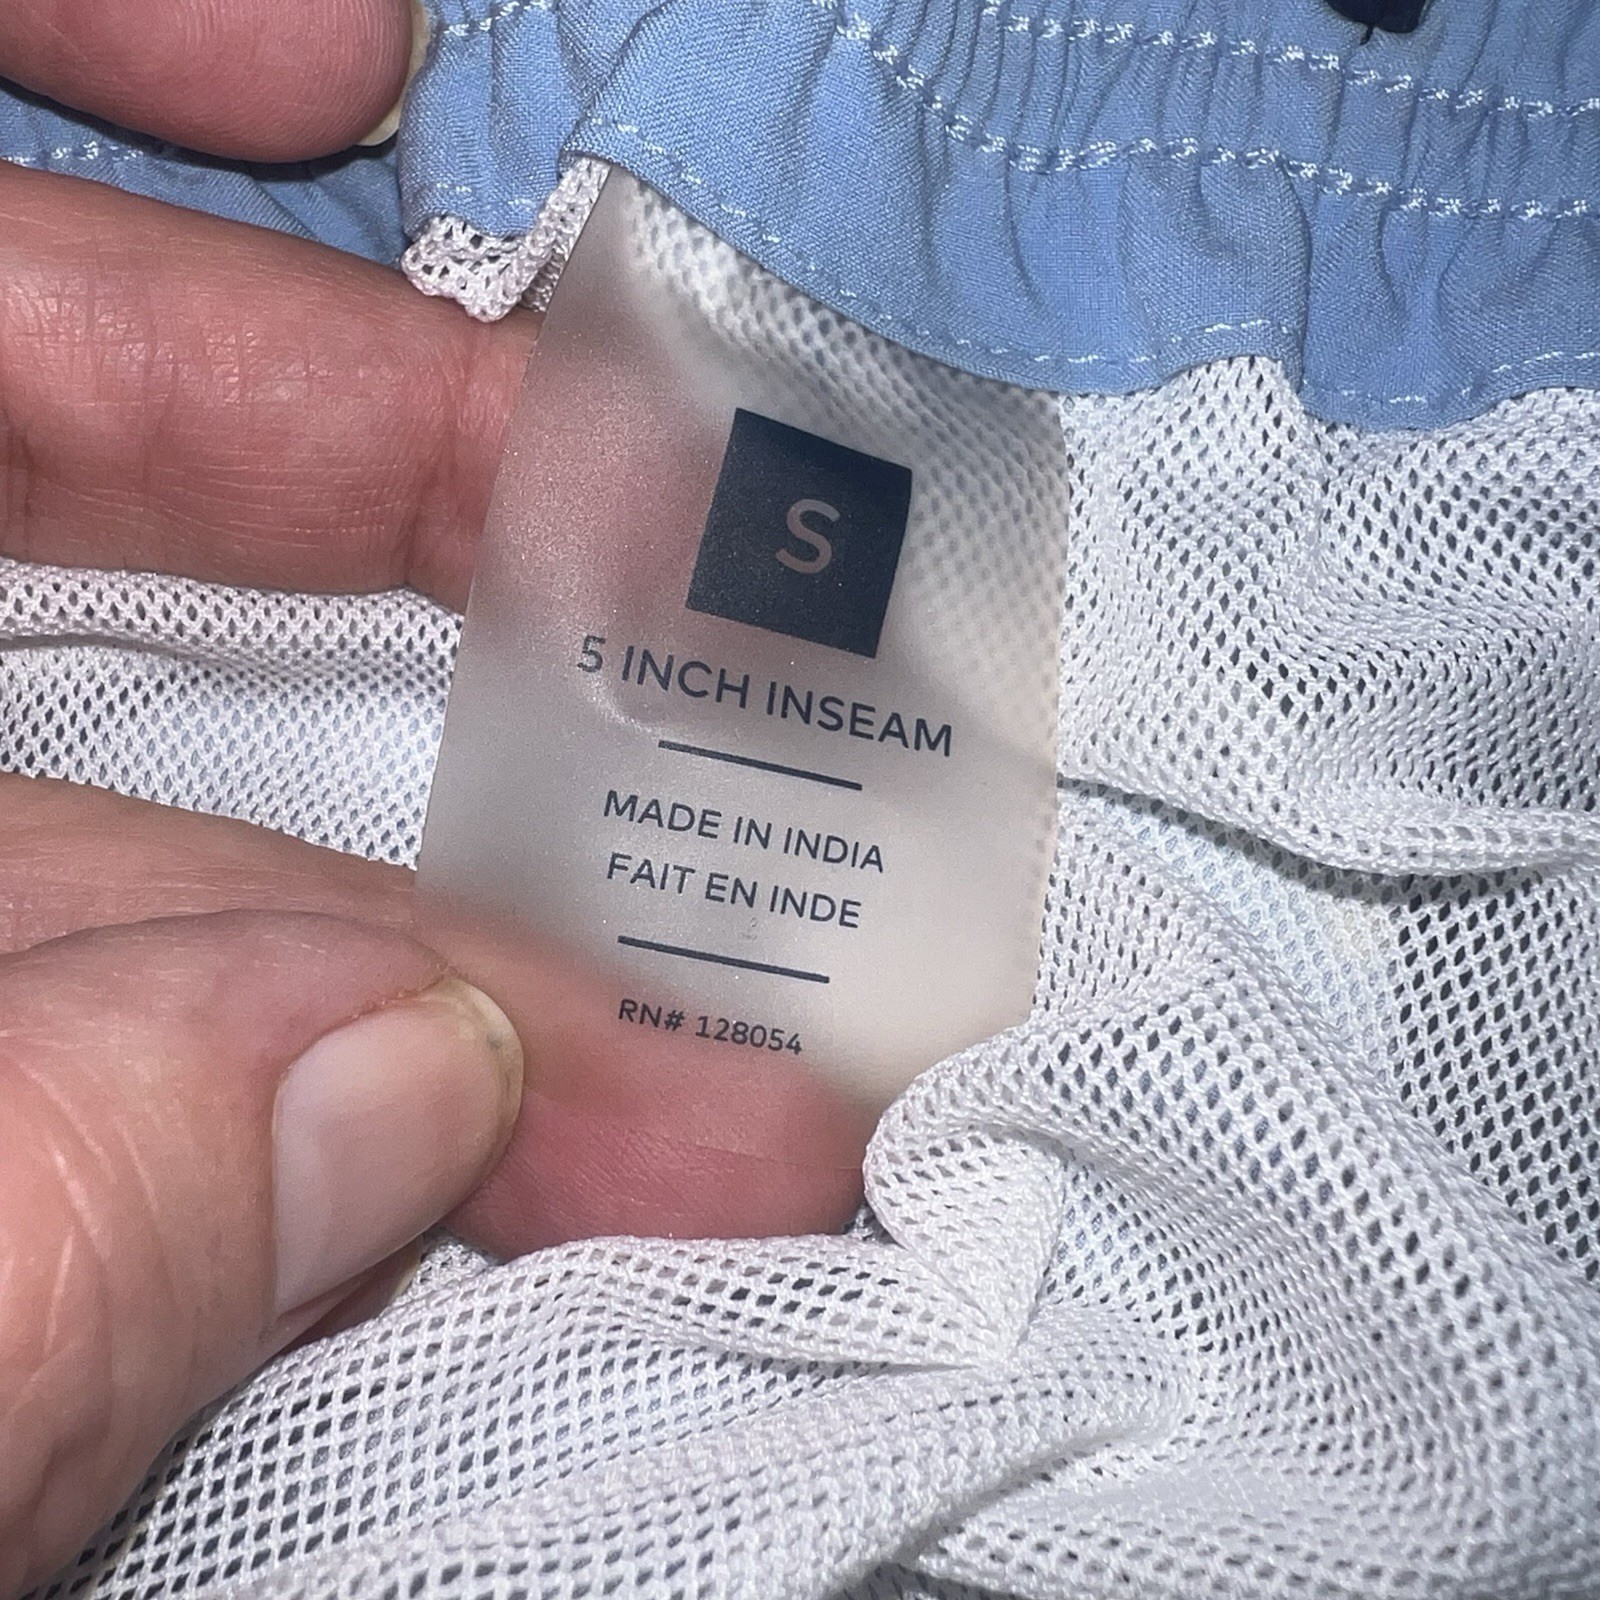 S
5 INCH INSEAM
MADE IN INDIA
FAIT EN INDE
RN# 128054